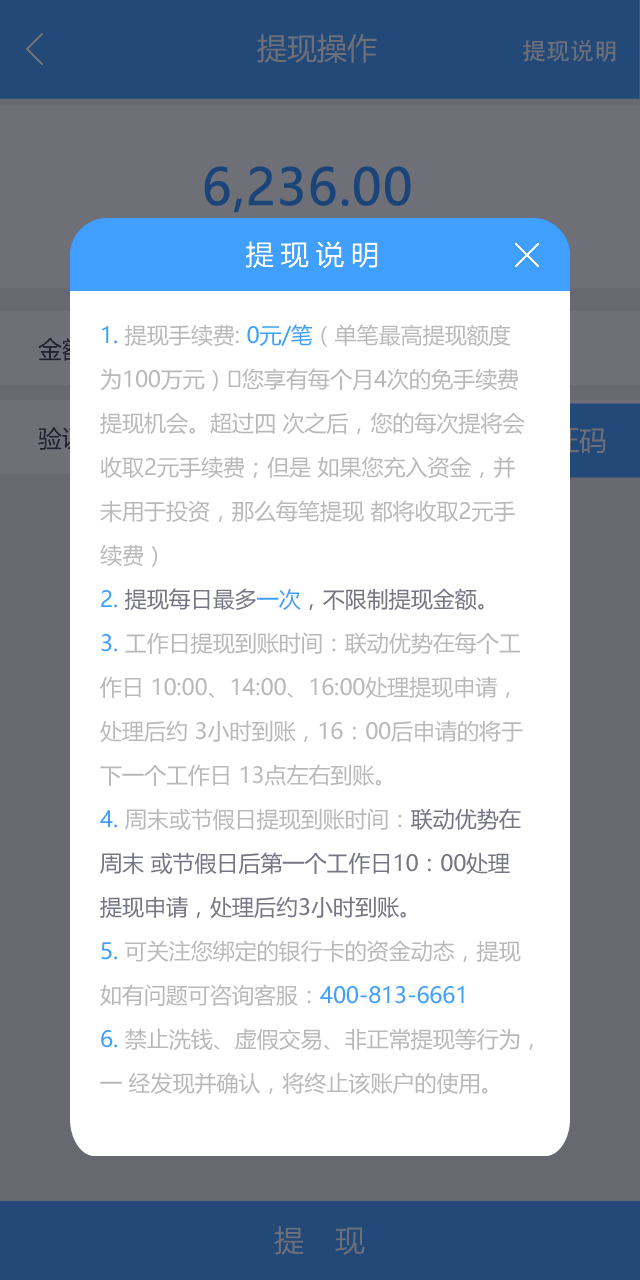 提现操作
提现说明
6,236.00
提现说明
1. 提现手续费: 0元/笔（单笔最高提现额度
为100万元）▯您享有每个月4次的免手续费
提现机会。超过四 次之后，您的每次提将会
收取2元手续费；但是 如果您充入资金，并
未用于投资，那么每笔提现 都将收取2元手
续费）
2. 提现每日最多一次，不限制提现金额。
3. 工作日提现到账时间：联动优势在每个工
作日 10:00、14:00、16:00处理提现申请，
处理后约 3小时到账，16：00后申请的将于
下一个工作日 13点左右到账。
4. 周末或节假日提现到账时间：联动优势在
周末 或节假日后第一个工作日10：00处理
提现申请，处理后约3小时到账。
5. 可关注您绑定的银行卡的资金动态，提现
如有问题可咨询客服：400-813-6661
6. 禁止洗钱、虚假交易、非正常提现等行为，
一 经发现并确认，将终止该账户的使用。
金
验
码
提 现